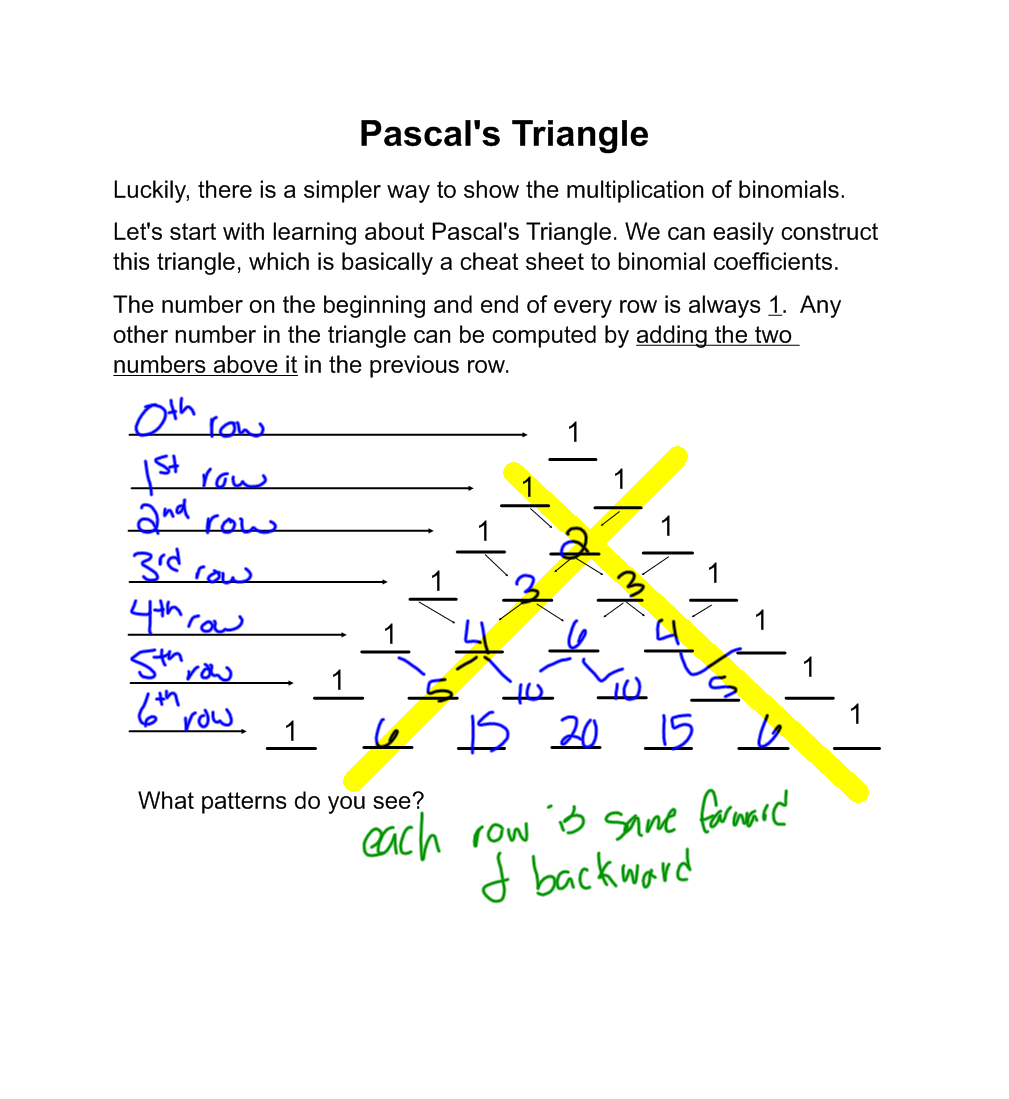 Pascal's Triangle
Luckily, there is a simpler way to show the multiplication of binomials.
Let's start with learning about Pascal's Triangle. We can easily construct
this triangle, which is basically a cheat sheet to binomial coefficients.
The number on the beginning and end of every row is always 1. Any
other number in the triangle can be computed by adding the two
numbers above it in the previous row.
0th row 1
1st row 1 1
2nd row 1 2 1
3rd row 1 3 3 1
4th row 1 4 6 4 1
5th row 1 5 10 10 5 1
6th row 1 6 15 20 15 6 1
What patterns do you see?
each row is same forward
& backward